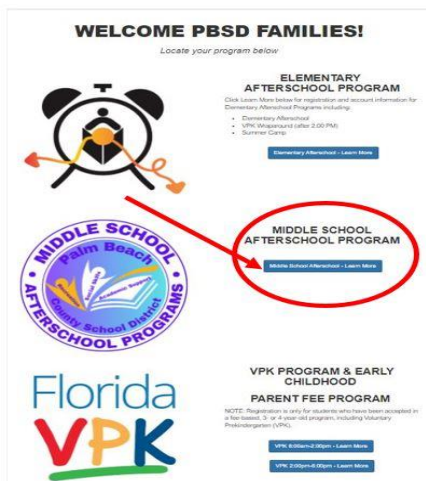 WELCOME PBSD FAMILIES!
Locate your program below
ELEMENTARY
AFTERSCHOOL PROGRAM
Click Learn More below for registration and account information for
Elementary Afterschool Programs including:
• Elementary Afterschool
• VPK Wraparound (after 2:00 PM)
• Summer Camp
Elementary Afterschool - Learn More
MIDDLE SCHOOL
Palm Beach
Academic Support
County School District
AFTERSCHOOL PROGRAMS
MIDDLE SCHOOL
AFTERSCHOOL PROGRAM
Middle School Afterschool - Learn More
Florida
VPK
VPK PROGRAM & EARLY
CHILDHOOD
PARENT FEE PROGRAM
NOTE: Registration is only for students who have been accepted in
a fee-based, 3- or 4-year-old program, including Voluntary
Prekindergarten (VPK).
VPK 8:00am-2:00pm - Learn More
VPK 2:00pm-6:00pm - Learn More